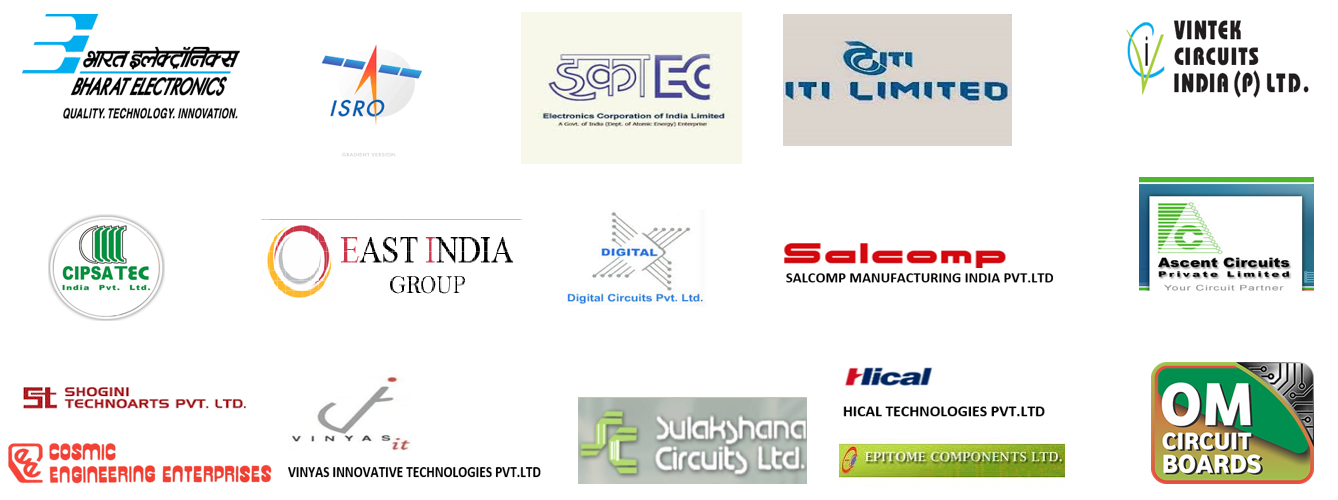 भारत इलेक्ट्रॉनिक्स
BHARAT ELECTRONICS
QUALITY. TECHNOLOGY. INNOVATION.
ISRO
GRADIENT VERSION
इका EC
Electronics Corporation of India Limited
A Govt. of India (Dept. of Atomic Energy) Enterprise
ITI
ITI LIMITED
VINTEK
CIRCUITS
INDIA (P) LTD.
CIPSATEC
India Pvt. Ltd.
EAST INDIA
GROUP
DIGITAL
Digital Circuits Pvt. Ltd.
Salcomp
SALCOMP MANUFACTURING INDIA PVT.LTD
Ascent Circuits
Private Limited
Your Circuit Partner
St SHOGINI
TECHNOARTS PVT. LTD.
COSMIC
ENGINEERING ENTERPRISES
VINYAS it
VINYAS INNOVATIVE TECHNOLOGIES PVT.LTD
Sulakshana
Circuits Ltd.
Hical
HICAL TECHNOLOGIES PVT.LTD
EPITOME COMPONENTS LTD.
OM
CIRCUIT
BOARDS